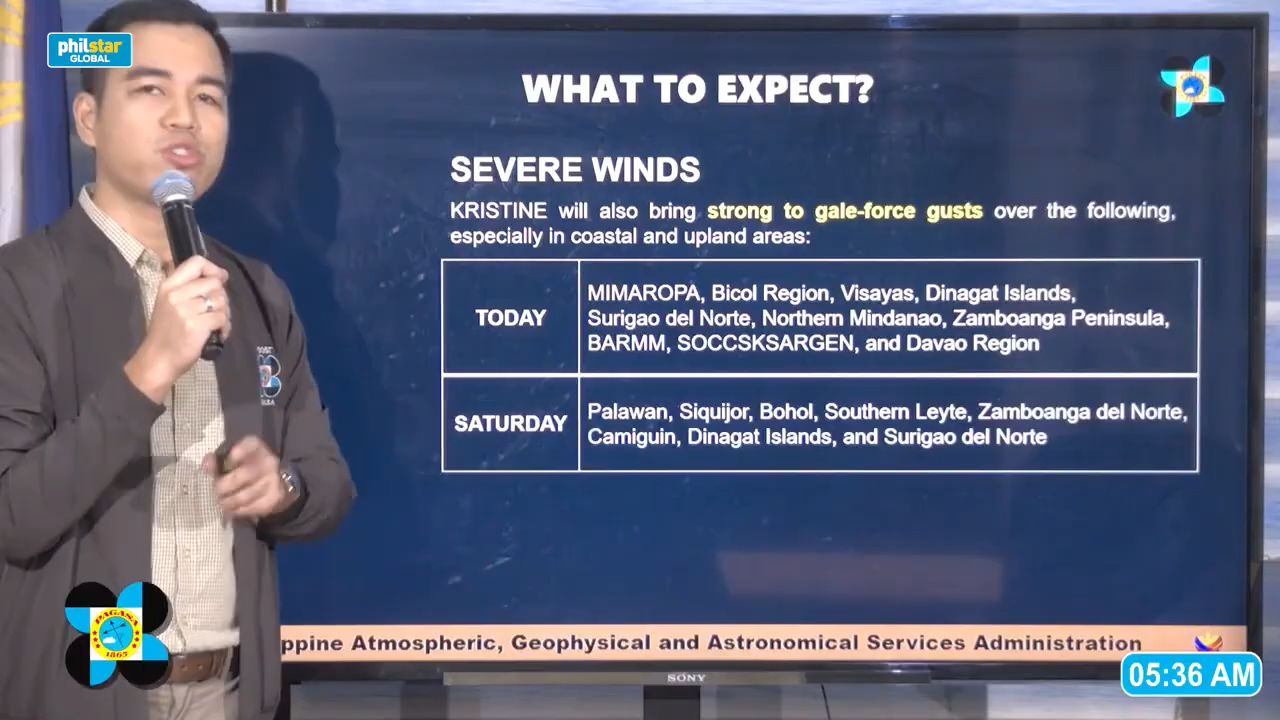 philstar
GLOBAL
WHAT TO EXPECT?
SEVERE WINDS
KRISTINE will also bring strong to gale-force gusts over the following,
especially in coastal and upland areas:
TODAY
MIMAROPA, Bicol Region, Visayas, Dinagat Islands,
Surigao del Norte, Northern Mindanao, Zamboanga Peninsula,
BARMM, SOCCSKSARGEN, and Davao Region
SATURDAY
Palawan, Siquijor, Bohol, Southern Leyte, Zamboanga del Norte,
Camiguin, Dinagat Islands, and Surigao del Norte
PAGASA
1865
ppine Atmospheric, Geophysical and Astronomical Services Administration
SONY
05:36 AM